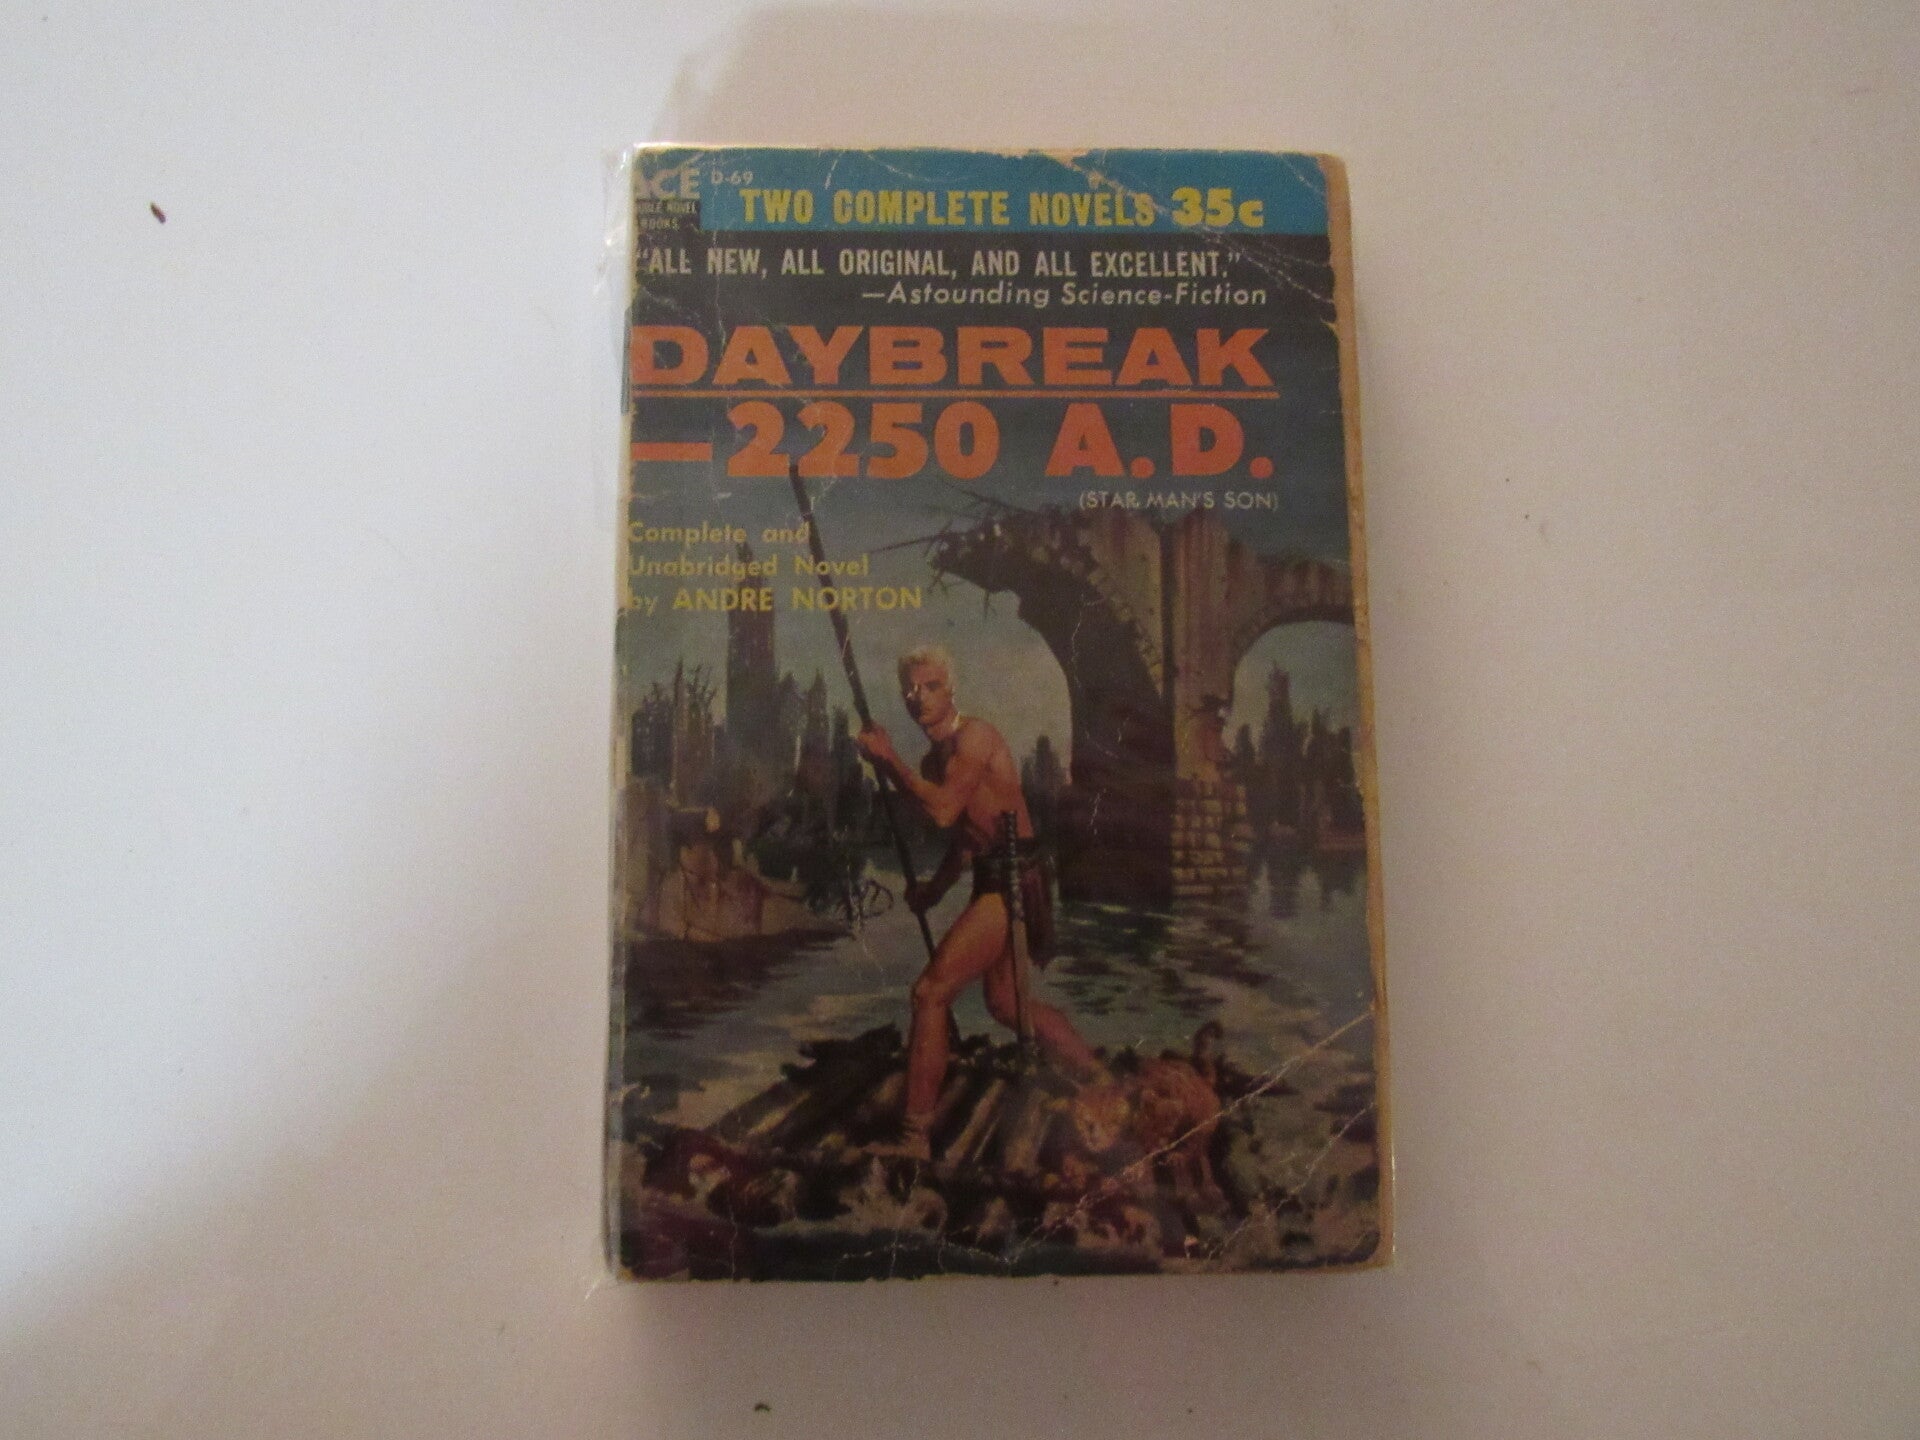 ACE
D-69
TWO COMPLETE NOVELS 35c
NOVEL
BOOKS
"ALL NEW, ALL ORIGINAL, AND ALL EXCELLENT."
—Astounding Science-Fiction
DAYBREAK
—2250 A.D.
(STAR MAN'S SON)
Complete and
Unabridged Novel
by ANDRE NORTON